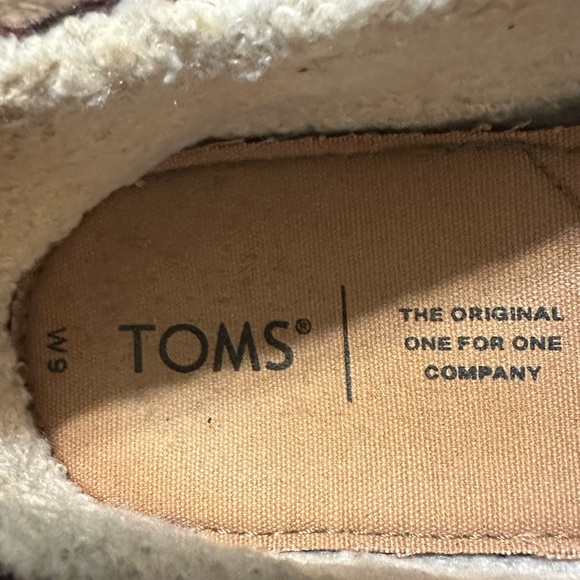 W9
TOMS®
THE ORIGINAL
ONE FOR ONE
COMPANY